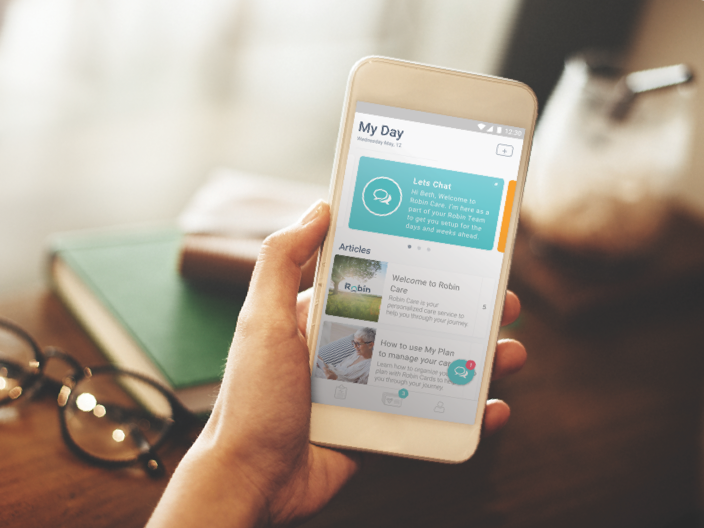 12:30
My Day
Wednesday May, 12
Lets Chat
Hi Beth, Welcome to
Robin Care. I'm here as a
part of your Robin Team
to get you setup for the
days and weeks ahead.
Articles
Robin
Welcome to Robin
Care
Robin Care is your
personalized care service to
help you through your journey.
5
How to use My Plan
to manage your care
Learn how to organize your
plan with Robin Cards to help
you through your journey.